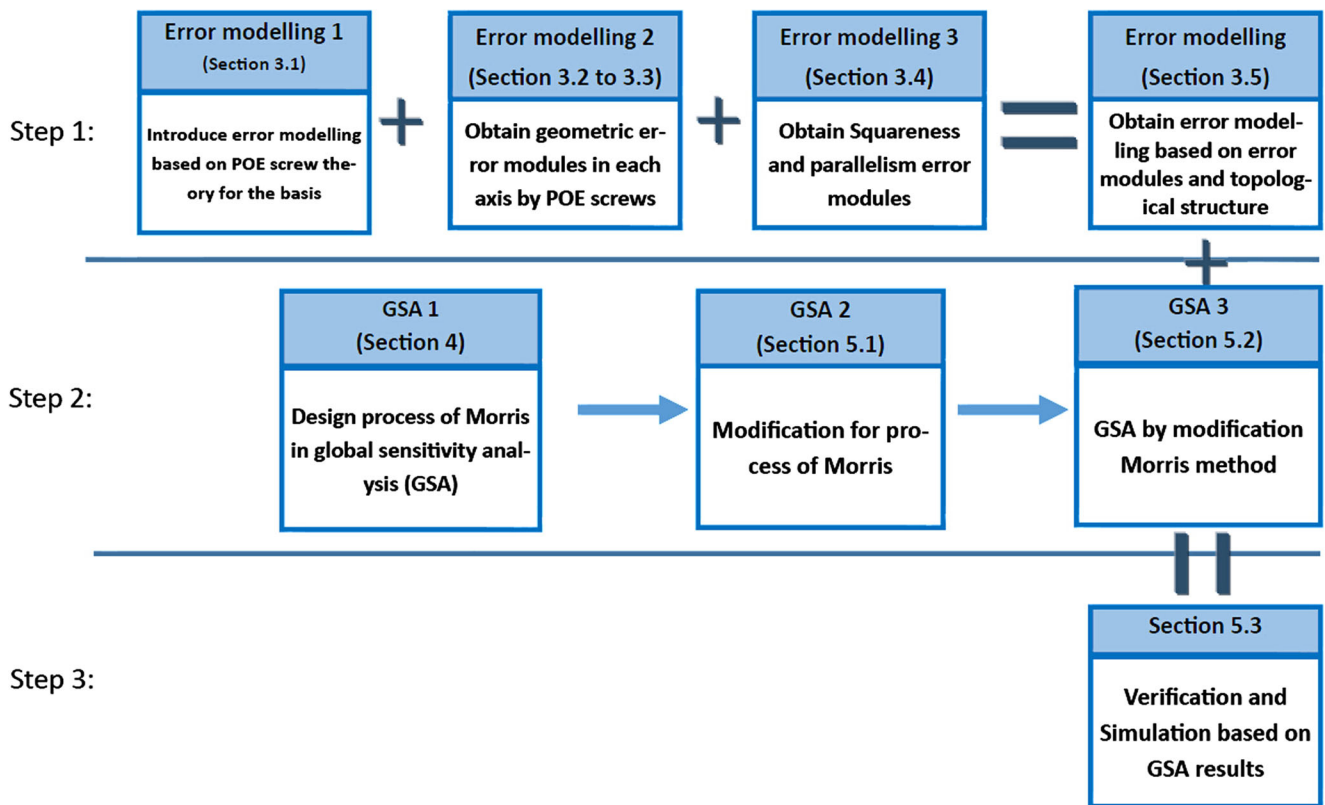 Error modelling 1
(Section 3.1)
Introduce error modelling
based on POE screw the-
ory for the basis
Error modelling 2
(Section 3.2 to 3.3)
Obtain geometric er-
ror modules in each
axis by POE screws
Error modelling 3
(Section 3.4)
Obtain Squareness
and parallelism error
modules
Error modelling
(Section 3.5)
Obtain error model-
ling based on error
modules and topolog-
ical structure
Step 1:
+
+
=
+
Step 2:
GSA 1
(Section 4)
Design process of Morris
in global sensitivity anal-
ysis (GSA)
GSA 2
(Section 5.1)
Modification for pro-
cess of Morris
GSA 3
(Section 5.2)
GSA by modification
Morris method
Step 3:
Section 5.3
Verification and
Simulation based on
GSA results